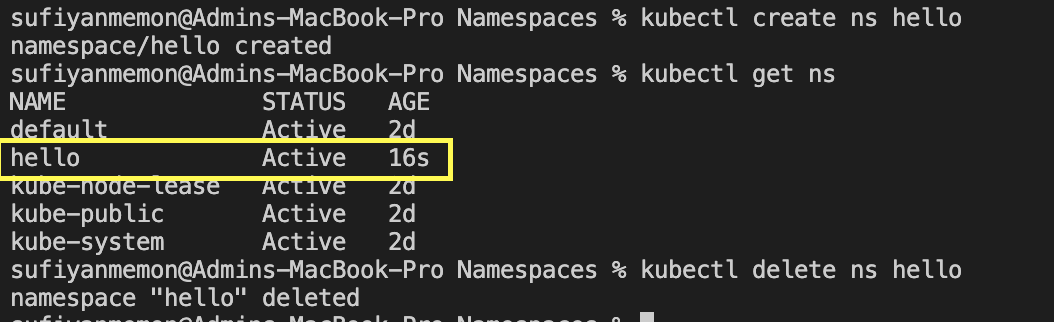 sufiyanmemon@Admins-MacBook-Pro Namespaces % kubectl create ns hello
namespace/hello created
sufiyanmemon@Admins-MacBook-Pro Namespaces % kubectl get ns
NAME STATUS AGE
default Active 2d
hello Active 16s
kube-node-lease Active 2d
kube-public Active 2d
kube-system Active 2d
sufiyanmemon@Admins-MacBook-Pro Namespaces % kubectl delete ns hello
namespace "hello" deleted
sufiyanmemon@Admins-MacBook-Pro Namespaces %